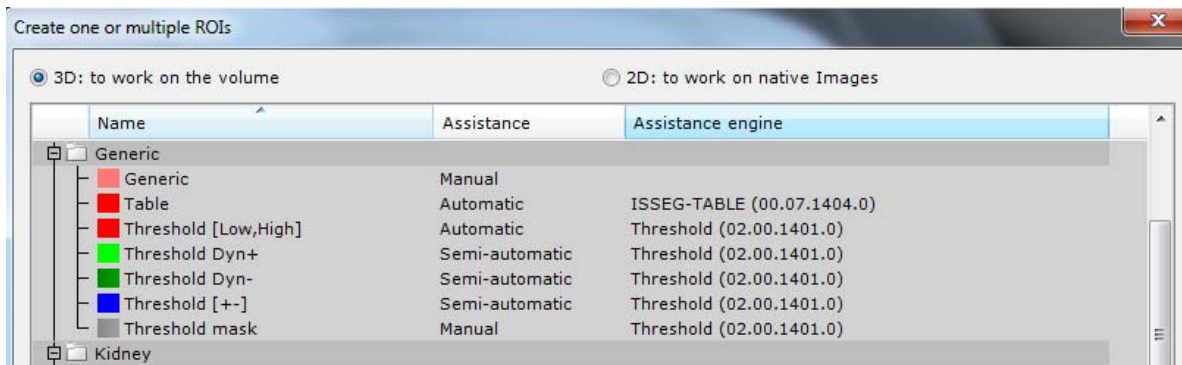 Create one or multiple ROIs
3D: to work on the volume 2D: to work on native Images
Name Assistance Assistance engine
Generic
Generic Manual
Table Automatic ISSEG-TABLE (00.07.1404.0)
Threshold [Low,High] Automatic Threshold (02.00.1401.0)
Threshold Dyn+ Semi-automatic Threshold (02.00.1401.0)
Threshold Dyn- Semi-automatic Threshold (02.00.1401.0)
Threshold [+-] Semi-automatic Threshold (02.00.1401.0)
Threshold mask Manual Threshold (02.00.1401.0)
Kidney